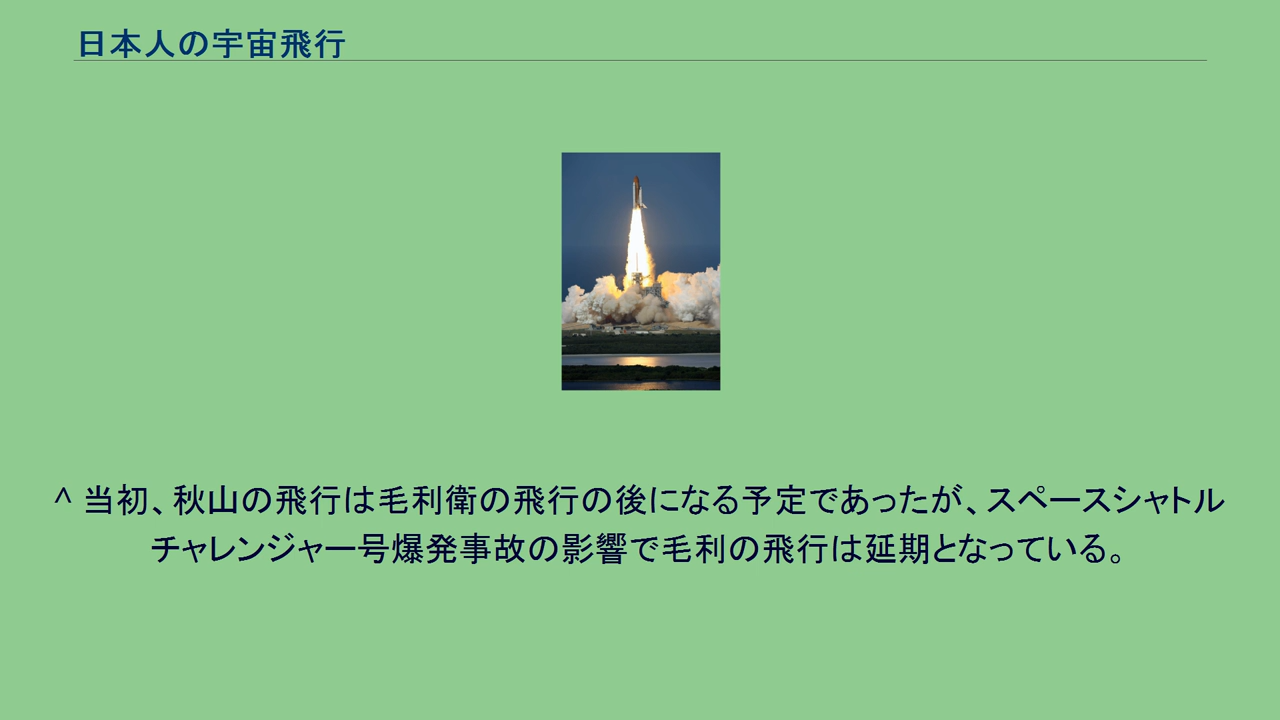 日本人の宇宙飛行
^ 当初、秋山の飛行は毛利衛の飛行の後になる予定であったが、スペースシャトル
チャレンジャー号爆発事故の影響で毛利の飛行は延期となっている。